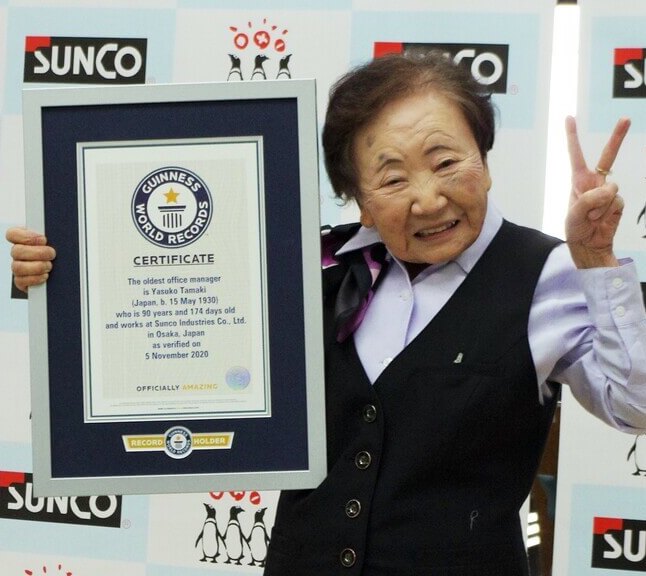 SUNCO
SUNCO
GUINNESS
WORLD RECORDS
CERTIFICATE
The oldest office manager
is Yasuko Tamaki
(Japan, b. 15 May 1930)
who is 90 years and 174 days old
and works at Sunco Industries Co., Ltd.
in Osaka, Japan
as verified on
5 November 2020
OFFICIALLY AMAZING
RECORD HOLDER
SUNCO